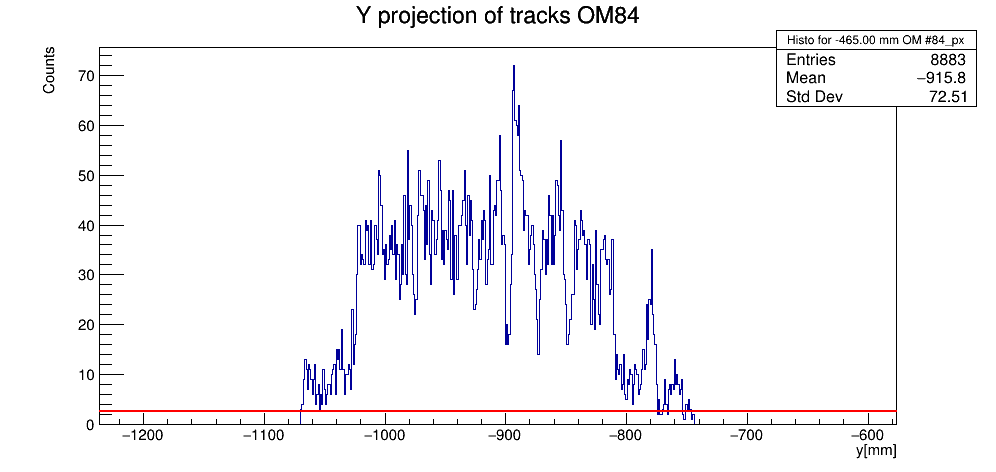 Y projection of tracks OM84
Histo for -465.00 mm OM #84_px
Entries 8883
Mean −915.8
Std Dev 72.51
Counts
70
60
50
40
30
20
10
0
−1200 −1100 −1000 −900 −800 −700 −600
y[mm]